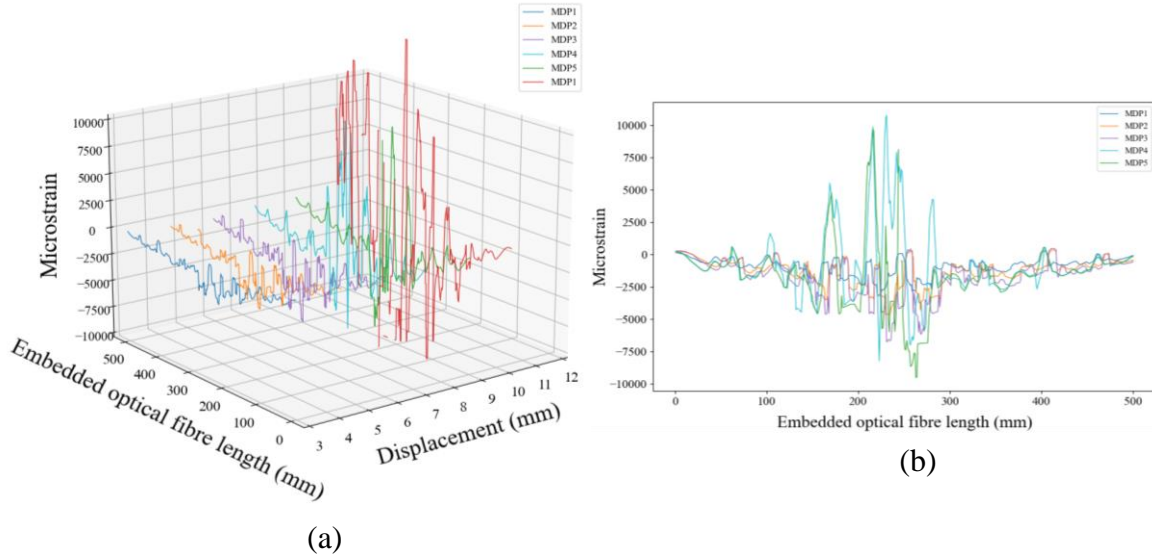 MDP1
MDP2
MDP3
MDP4
MDP5
MDP1
10000
7500
5000
2500
0
−2500
−5000
−7500
−10000
Microstrain
500
400
300
200
100
0
Embedded optical fibre length (mm)
3
4
5
6
7
8
9
10
11
12
Displacement (mm)
(a)
MDP1
MDP2
MDP3
MDP4
MDP5
10000
7500
5000
2500
0
−2500
−5000
−7500
−10000
Microstrain
0 100 200 300 400 500
Embedded optical fibre length (mm)
(b)